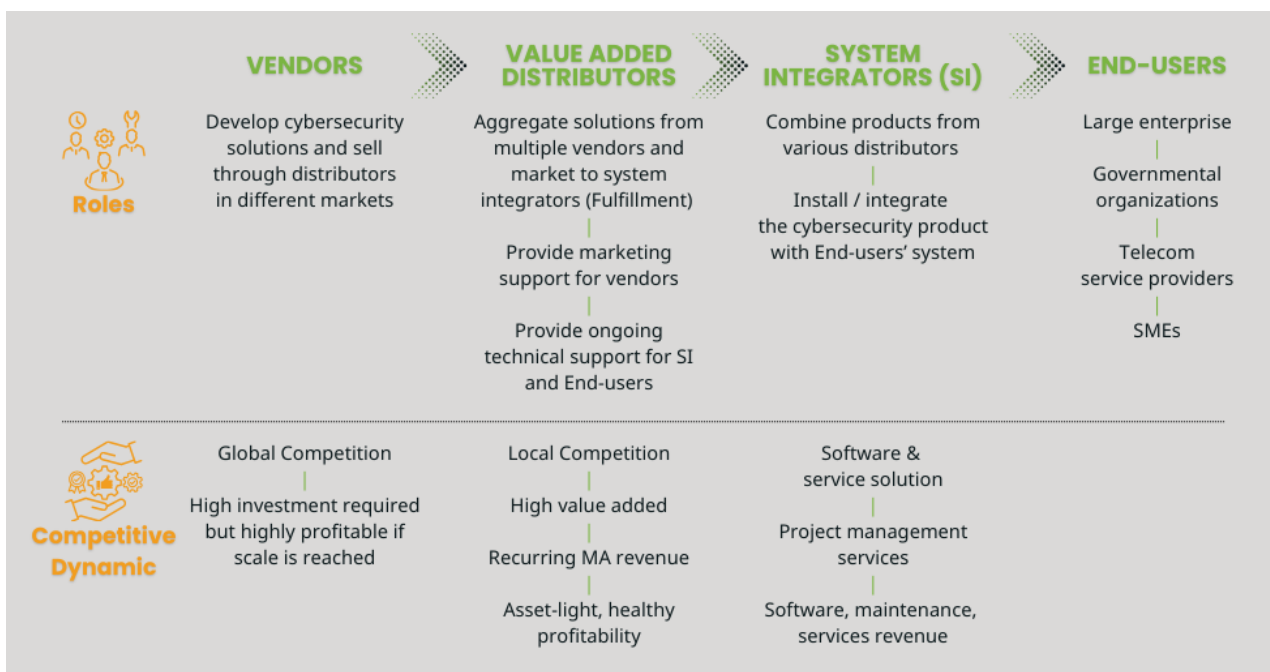 VENDORS
VALUE ADDED
DISTRIBUTORS
SYSTEM
INTEGRATORS (SI)
END-USERS
Roles
Develop cybersecurity
solutions and sell
through distributors
in different markets
Aggregate solutions from
multiple vendors and
market to system
integrators (Fulfillment)
Provide marketing
support for vendors
Provide ongoing
technical support for SI
and End-users
Combine products from
various distributors
Install / integrate
the cybersecurity product
with End-users’ system
Large enterprise
Governmental
organizations
Telecom
service providers
SMEs
Competitive
Dynamic
Global Competition
High investment required
but highly profitable if
scale is reached
Local Competition
High value added
Recurring MA revenue
Asset-light, healthy
profitability
Software &
service solution
Project management
services
Software, maintenance,
services revenue